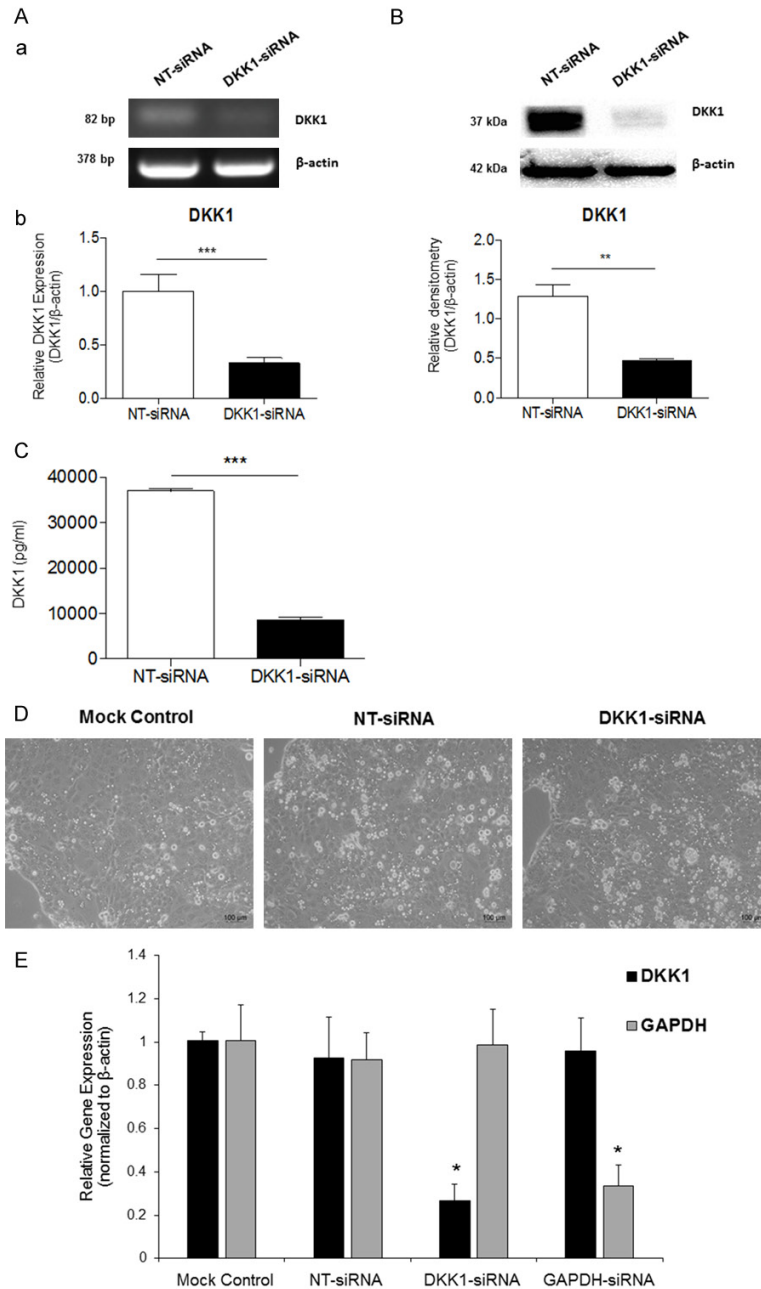 A
B
a
NT-siRNA
DKK1-siRNA
82 bp
DKK1
378 bp
β-actin
NT-siRNA
DKK1-siRNA
37 kDa
DKK1
42 kDa
β-actin
b
DKK1
Relative DKK1 Expression
(DKK1/β-actin)
1.5
1.0
0.5
0.0
***
NT-siRNA
DKK1-siRNA
DKK1
Relative densitometry
(DKK1/β-actin)
2.0
1.5
1.0
0.5
0.0
**
NT-siRNA
DKK1-siRNA
C
DKK1 (pg/ml)
40000
30000
20000
10000
0
***
NT-siRNA
DKK1-siRNA
D
Mock Control
NT-siRNA
DKK1-siRNA
100 µm
100 µm
100 µm
E
Relative Gene Expression
(normalized to β-actin)
1.4
1.2
1
0.8
0.6
0.4
0.2
0
DKK1
GAPDH
*
*
Mock Control
NT-siRNA
DKK1-siRNA
GAPDH-siRNA